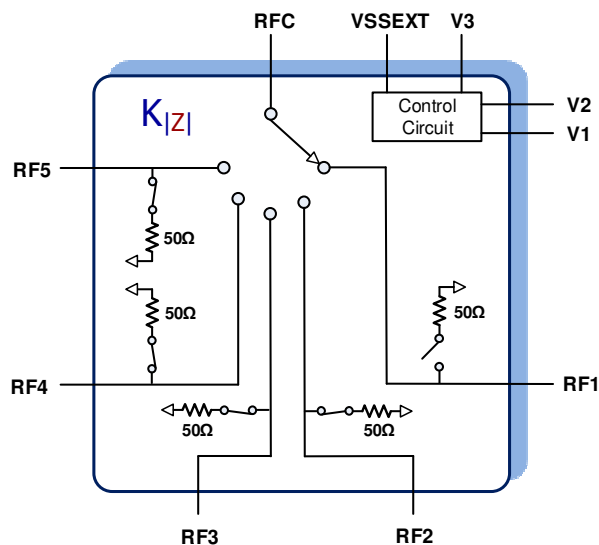 RFC VSSEXT V3
K|Z|
Control
Circuit
V2
V1
RF5
50Ω
50Ω
50Ω
RF4
RF1
50Ω
50Ω
RF3
RF2